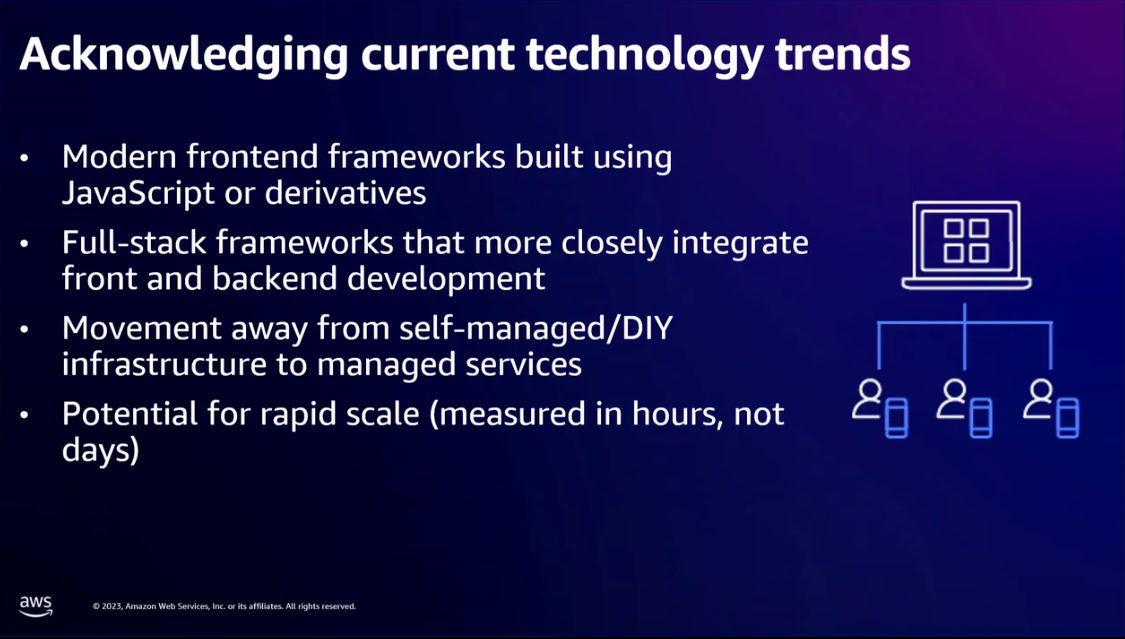 Acknowledging current technology trends
• Modern frontend frameworks built using
JavaScript or derivatives
• Full-stack frameworks that more closely integrate
front and backend development
• Movement away from self-managed/DIY
infrastructure to managed services
• Potential for rapid scale (measured in hours, not
days)
aws
© 2023, Amazon Web Services, Inc. or its affiliates. All rights reserved.